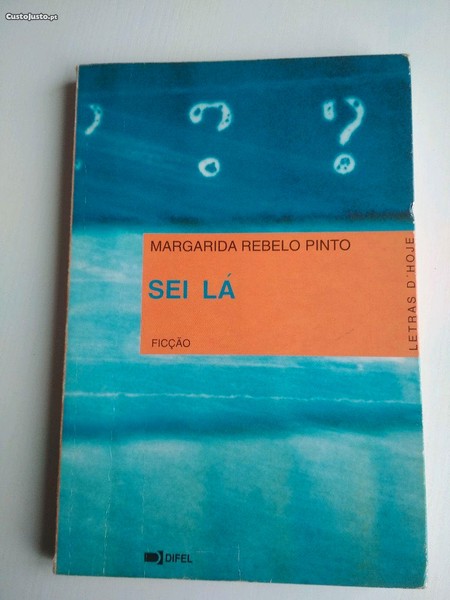 CustoJusto.pt
? ?
MARGARIDA REBELO PINTO
SEI LÁ
FICÇÃO
LETRAS D'HOJE
DIFEL